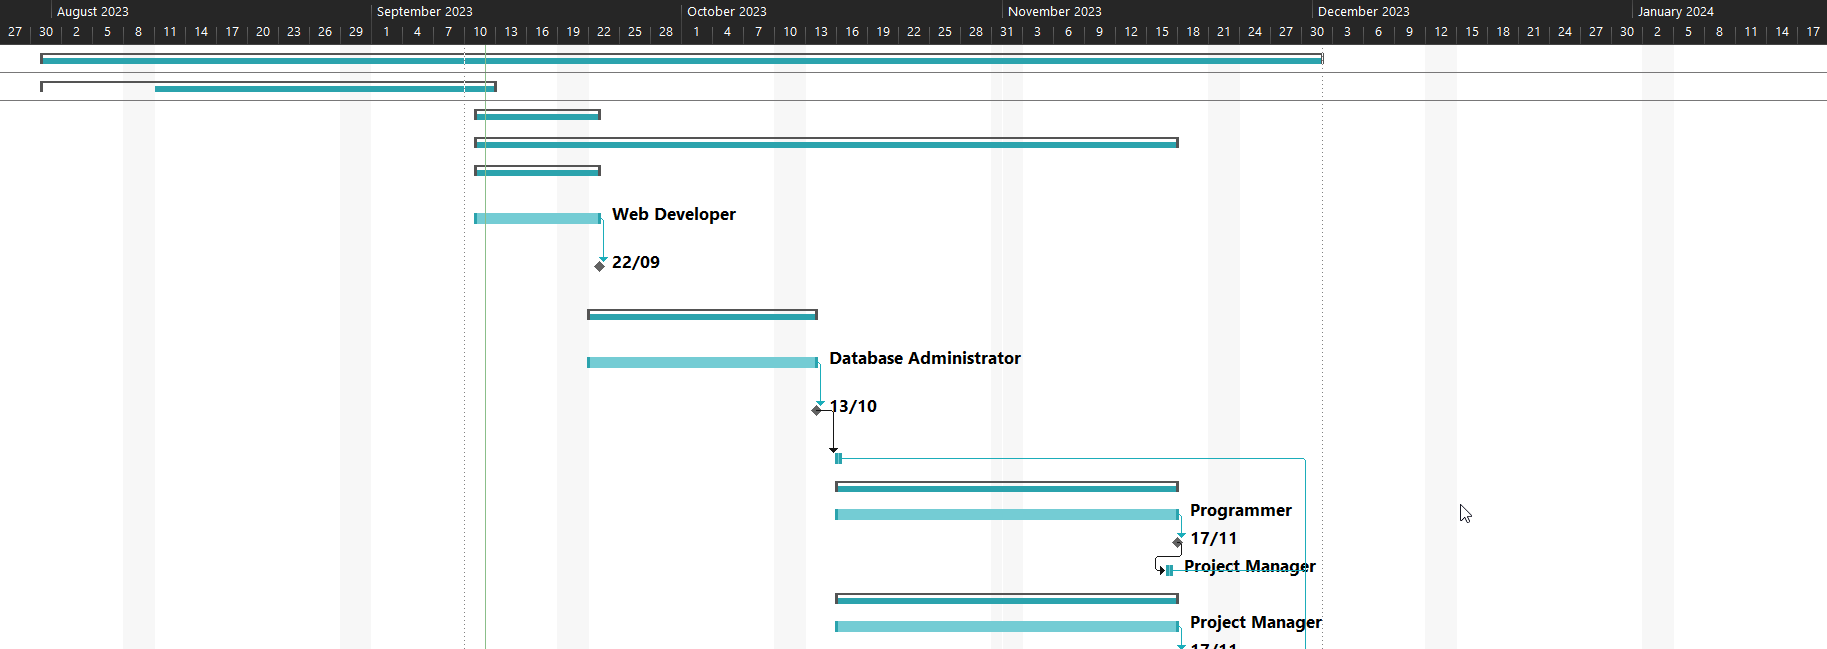 August 2023 September 2023 October 2023 November 2023 December 2023 January 2024
27 30 2 5 8 11 14 17 20 23 26 29 1 4 7 10 13 16 19 22 25 28 1 4 7 10 13 16 19 22 25 28 31 3 6 9 12 15 18 21 24 27 30 3 6 9 12 15 18 21 24 27 30 2 5 8 11 14 17
Web Developer
22/09
Database Administrator
13/10
Programmer
17/11
Project Manager
Project Manager
17/11